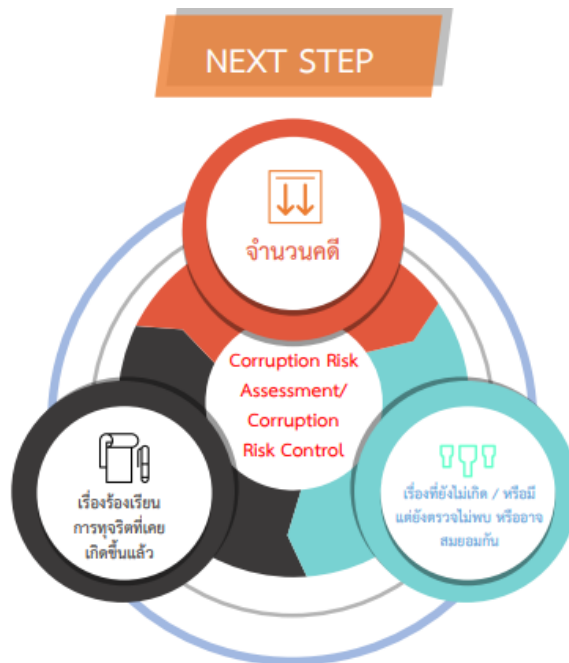 NEXT STEP
จำนวนคดี
Corruption Risk
Assessment/
Corruption
Risk Control
เรื่องร้องเรียน
การทุจริตที่เคย
เกิดขึ้นแล้ว
เรื่องที่ยังไม่เกิด / หรือมี
แต่ยังตรวจไม่พบ หรืออาจ
สมยอมกัน